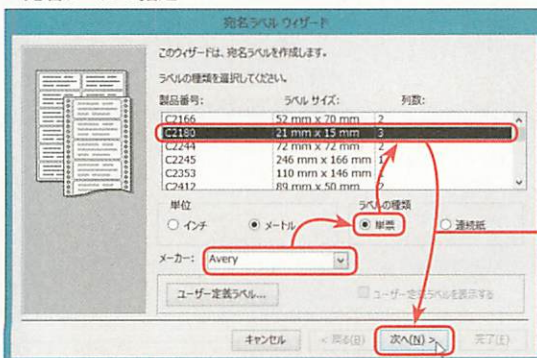 宛名ラベル ウィザード
このウィザードは、宛名ラベルを作成します。
ラベルの種類を選択してください。
製品番号: ラベル サイズ: 列数:
C2166 52 mm x 70 mm 2
C2180 21 mm x 15 mm 3
C2244 72 mm x 72 mm 2
C2245 246 mm x 166 mm 1
C2353 110 mm x 146 mm 1
C2412 89 mm x 50 mm 2
単位 ラベルの種類
インチ メートル 単票 連続紙
メーカー: Avery
ユーザー定義ラベル... ユーザー定義ラベルを表示する
キャンセル < 戻る(B) 次へ(N) > 完了(F)